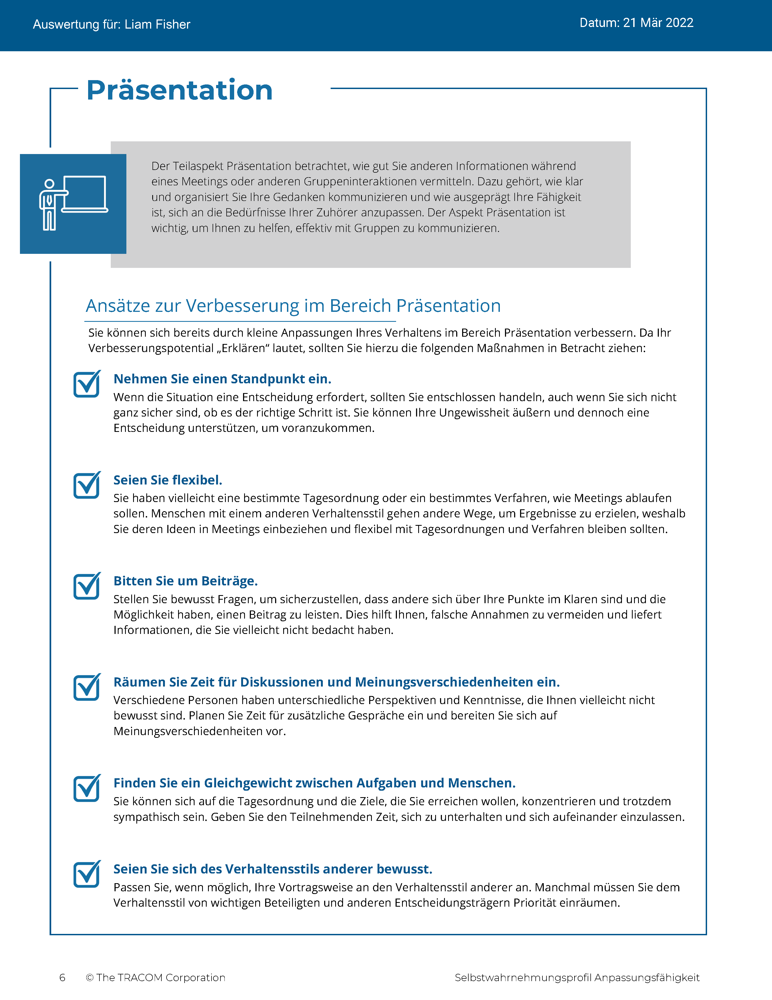 Auswertung für: Liam Fisher
Datum: 21 Mär 2022
Präsentation
Der Teilaspekt Präsentation betrachtet, wie gut Sie anderen Informationen während
eines Meetings oder anderen Gruppeninteraktionen vermitteln. Dazu gehört, wie klar
und organisiert Sie Ihre Gedanken kommunizieren und wie ausgeprägt Ihre Fähigkeit
ist, sich an die Bedürfnisse Ihrer Zuhörer anzupassen. Der Aspekt Präsentation ist
wichtig, um Ihnen zu helfen, effektiv mit Gruppen zu kommunizieren.
Ansätze zur Verbesserung im Bereich Präsentation
Sie können sich bereits durch kleine Anpassungen Ihres Verhaltens im Bereich Präsentation verbessern. Da Ihr
Verbesserungspotential „Erklären“ lautet, sollten Sie hierzu die folgenden Maßnahmen in Betracht ziehen:
Nehmen Sie einen Standpunkt ein.
Wenn die Situation eine Entscheidung erfordert, sollten Sie entschlossen handeln, auch wenn Sie sich nicht
ganz sicher sind, ob es der richtige Schritt ist. Sie können Ihre Ungewissheit äußern und dennoch eine
Entscheidung unterstützen, um voranzukommen.
Seien Sie flexibel.
Sie haben vielleicht eine bestimmte Tagesordnung oder ein bestimmtes Verfahren, wie Meetings ablaufen
sollen. Menschen mit einem anderen Verhaltensstil gehen andere Wege, um Ergebnisse zu erzielen, weshalb
Sie deren Ideen in Meetings einbeziehen und flexibel mit Tagesordnungen und Verfahren bleiben sollten.
Bitten Sie um Beiträge.
Stellen Sie bewusst Fragen, um sicherzustellen, dass andere sich über Ihre Punkte im Klaren sind und die
Möglichkeit haben, einen Beitrag zu leisten. Dies hilft Ihnen, falsche Annahmen zu vermeiden und liefert
Informationen, die Sie vielleicht nicht bedacht haben.
Räumen Sie Zeit für Diskussionen und Meinungsverschiedenheiten ein.
Verschiedene Personen haben unterschiedliche Perspektiven und Kenntnisse, die Ihnen vielleicht nicht
bewusst sind. Planen Sie Zeit für zusätzliche Gespräche ein und bereiten Sie sich auf
Meinungsverschiedenheiten vor.
Finden Sie ein Gleichgewicht zwischen Aufgaben und Menschen.
Sie können sich auf die Tagesordnung und die Ziele, die Sie erreichen wollen, konzentrieren und trotzdem
sympathisch sein. Geben Sie den Teilnehmenden Zeit, sich zu unterhalten und sich aufeinander einzulassen.
Seien Sie sich des Verhaltensstils anderer bewusst.
Passen Sie, wenn möglich, Ihre Vortragsweise an den Verhaltensstil anderer an. Manchmal müssen Sie dem
Verhaltensstil von wichtigen Beteiligten und anderen Entscheidungsträgern Priorität einräumen.
6 © The TRACOM Corporation
Selbstwahrnehmungsprofil Anpassungsfähigkeit